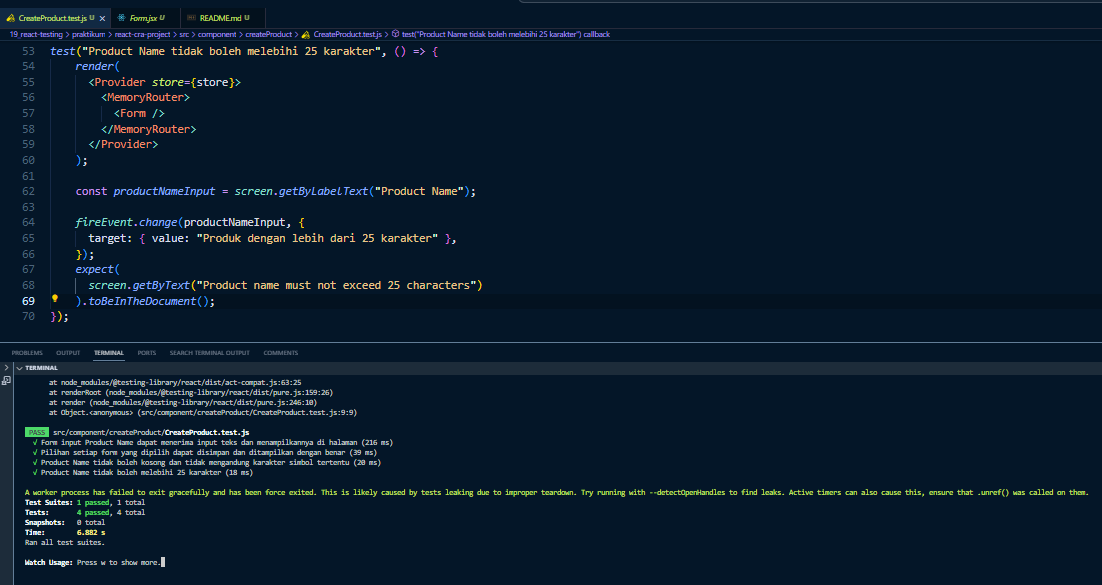 CreateProduct.test.js U × Form.jsx U README.md U
19_react-testing > praktikum > react-cra-project > src > component > createProduct > CreateProduct.test.js > test("Product Name tidak boleh melebihi 25 karakter") callback
53 test("Product Name tidak boleh melebihi 25 karakter", () => {
54 render(
55 <Provider store={store}>
56 <MemoryRouter>
57 <Form />
58 </MemoryRouter>
59 </Provider>
60 );
61
62 const productNameInput = screen.getByLabelText("Product Name");
63
64 fireEvent.change(productNameInput, {
65 target: { value: "Produk dengan lebih dari 25 karakter" },
66 });
67 expect(
68 screen.getByText("Product name must not exceed 25 characters")
69 ).toBeInTheDocument();
70 });
PROBLEMS OUTPUT TERMINAL PORTS SEARCH TERMINAL OUTPUT COMMENTS
TERMINAL
at node_modules/@testing-library/react/dist/act-compat.js:63:25
at renderRoot (node_modules/@testing-library/react/dist/pure.js:159:26)
at render (node_modules/@testing-library/react/dist/pure.js:246:10)
at Object.<anonymous> (src/component/createProduct/CreateProduct.test.js:9:9)
PASS src/component/createProduct/CreateProduct.test.js
√ Form input Product Name dapat menerima input teks dan menampilkannya di halaman (216 ms)
√ Pilihan setiap form yang dipilih dapat disimpan dan ditampilkan dengan benar (39 ms)
√ Product Name tidak boleh kosong dan tidak mengandung karakter simbol tertentu (20 ms)
√ Product Name tidak boleh melebihi 25 karakter (18 ms)
A worker process has failed to exit gracefully and has been force exited. This is likely caused by tests leaking due to improper teardown. Try running with --detectOpenHandles to find leaks. Active timers can also cause this, ensure that .unref() was called on them.
Test Suites: 1 passed, 1 total
Tests: 4 passed, 4 total
Snapshots: 0 total
Time: 6.882 s
Ran all test suites.
Watch Usage: Press w to show more.